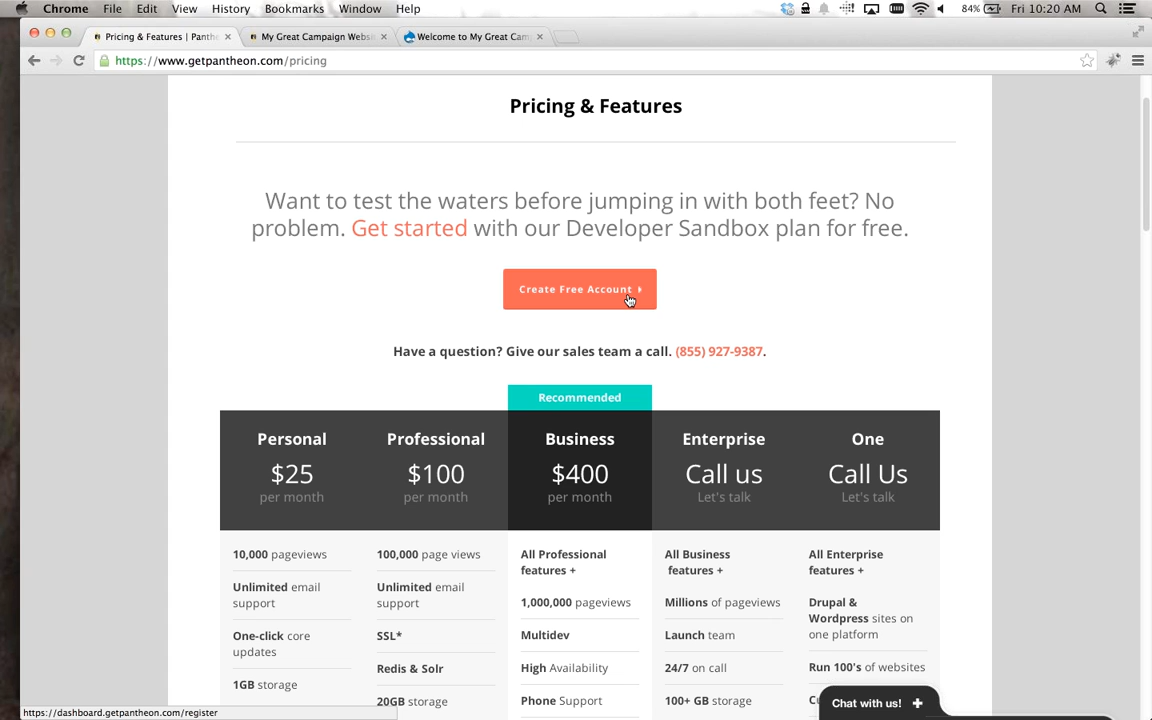 Chrome File Edit View History Bookmarks Window Help 84% Fri 10:20 AM
Pricing & Features | Panthe × My Great Campaign Websi × Welcome to My Great Cam ×
https://www.getpantheon.com/pricing
Pricing & Features
Want to test the waters before jumping in with both feet? No
problem. Get started with our Developer Sandbox plan for free.
Create Free Account
Have a question? Give our sales team a call. (855) 927-9387.
Recommended
Personal
$25
per month
10,000 pageviews
Unlimited email
support
One-click core
updates
1GB storage
Professional
$100
per month
100,000 page views
Unlimited email
support
SSL*
Redis & Solr
20GB storage
Business
$400
per month
All Professional
features +
1,000,000 pageviews
Multidev
High Availability
Phone Support
Enterprise
Call us
Let's talk
All Business
features +
Millions of pageviews
Launch team
24/7 on call
100+ GB storage
One
Call Us
Let's talk
All Enterprise
features +
Drupal &
Wordpress sites on
one platform
Run 100's of websites
Chat with us! +
https://dashboard.getpantheon.com/register